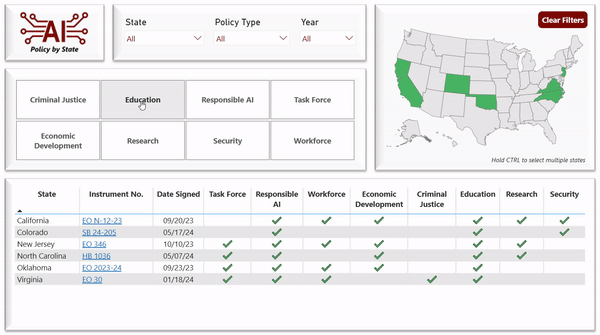 AI
Policy by State
State Policy Type Year
All All All
Clear Filters
Criminal Justice Education Responsible AI Task Force
Economic Development Research Security Workforce
Hold CTRL to select multiple states
State Instrument No. Date Signed Task Force Responsible AI Workforce Economic Development Criminal Justice Education Research Security
California EO N-12-23 09/20/23
Colorado SB 24-205 05/17/24
New Jersey EO 346 10/10/23
North Carolina HB 1036 05/07/24
Oklahoma EO 2023-24 09/23/23
Virginia EO 30 01/18/24